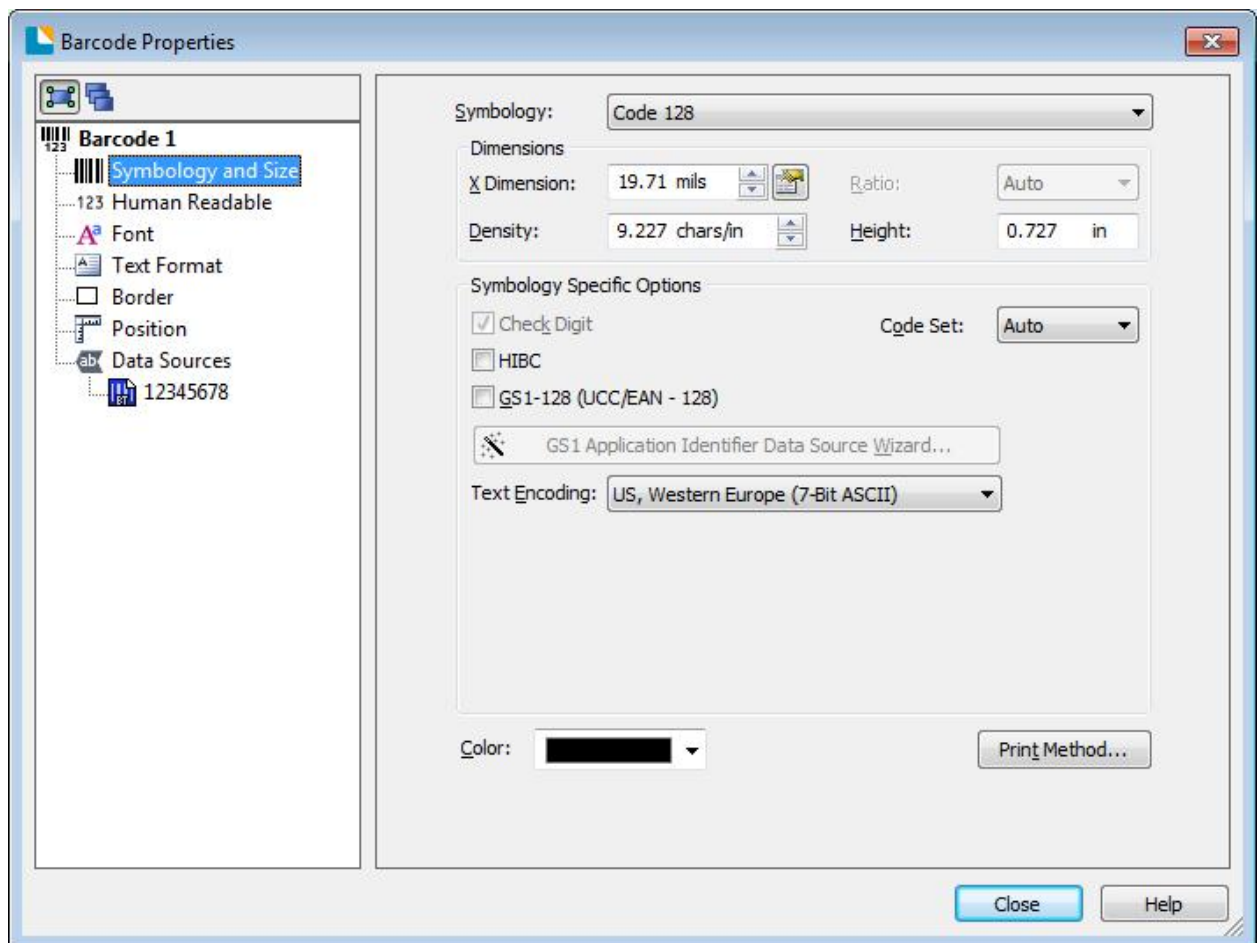 Barcode Properties
Barcode 1
Symbology and Size
123 Human Readable
Font
Text Format
Border
Position
Data Sources
12345678
Symbology: Code 128
Dimensions
X Dimension: 19.71 mils Ratio: Auto
Density: 9.227 chars/in Height: 0.727 in
Symbology Specific Options
Check Digit Code Set: Auto
HIBC
GS1-128 (UCC/EAN - 128)
GS1 Application Identifier Data Source Wizard...
Text Encoding: US, Western Europe (7-Bit ASCII)
Color: Print Method...
Close Help